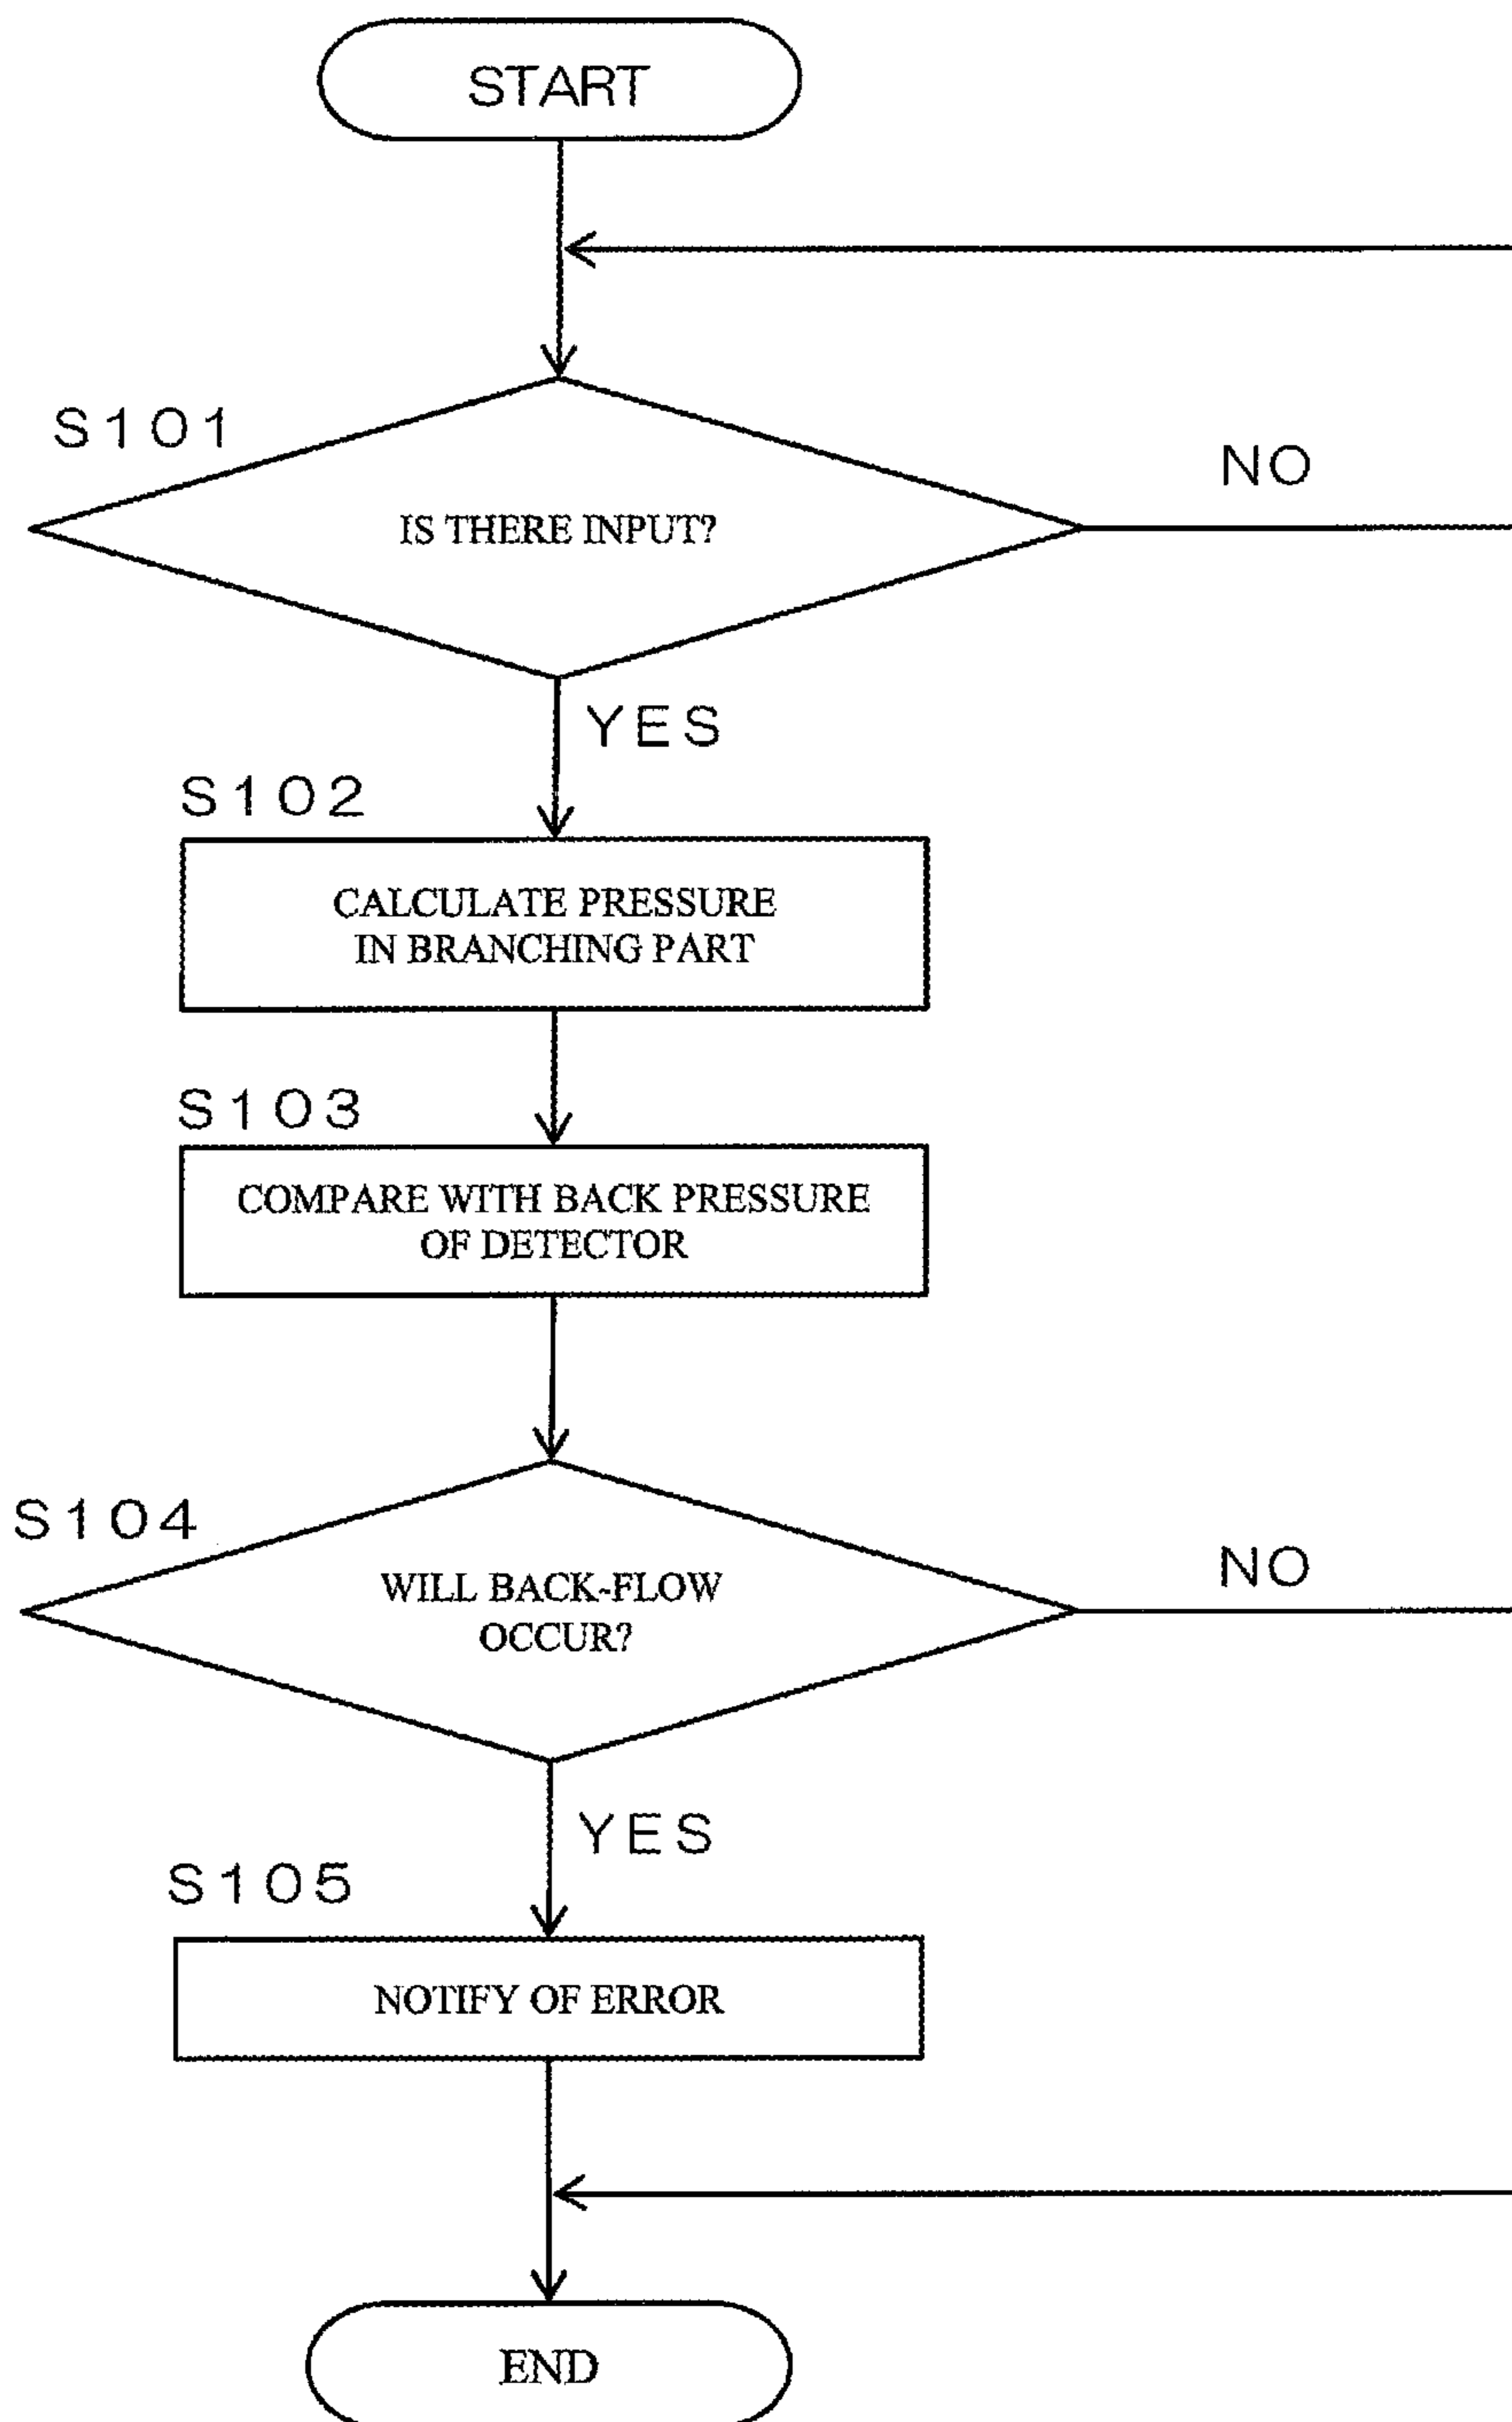 START
S101
NO
IS THERE INPUT?
YES
S102
CALCULATE PRESSURE
IN BRANCHING PART
S103
COMPARE WITH BACK PRESSURE
OF DETECTOR
S104
NO
WILL BACK-FLOW
OCCUR?
YES
S105
NOTIFY OF ERROR
END